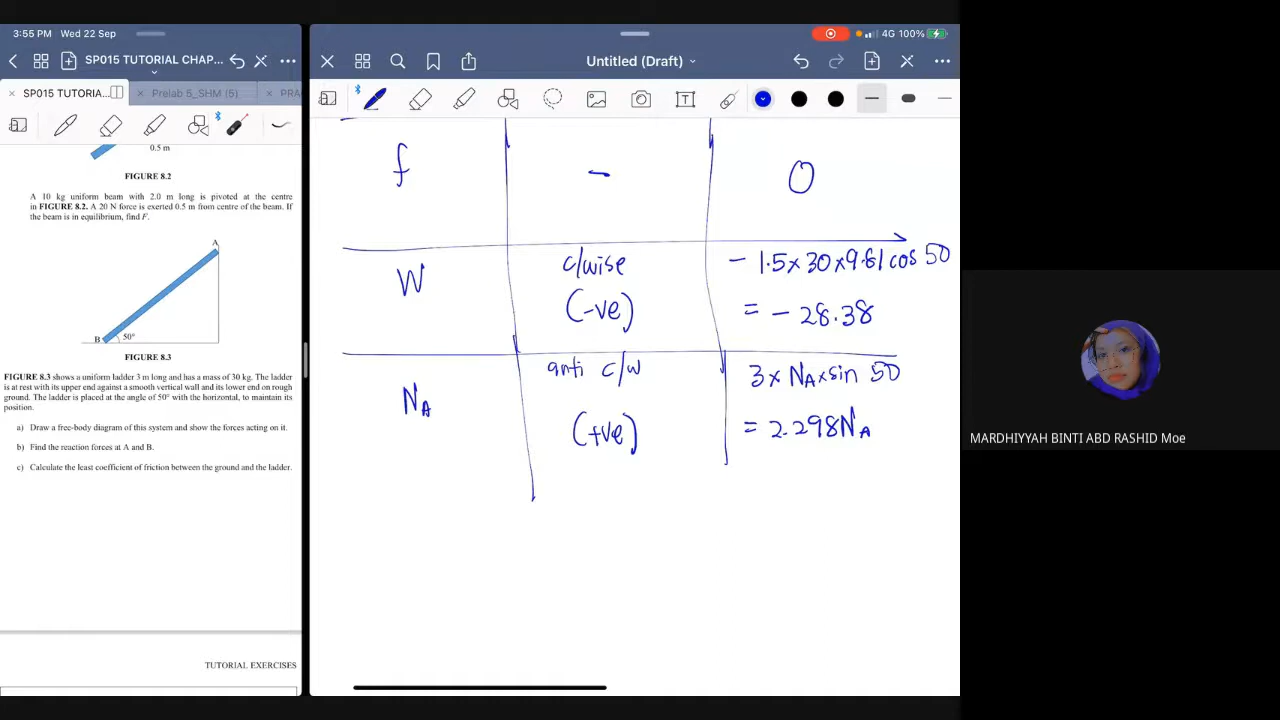 3:55 PM Wed 22 Sep
4G 100%
SP015 TUTORIAL CHAP...
Untitled (Draft)
SP015 TUTORIA...
Prelab 5_SHM (5)
PRA
0.5 m
FIGURE 8.2
A 10 kg uniform beam with 2.0 m long is pivoted at the centre
in FIGURE 8.2. A 20 N force is exerted 0.5 m from centre of the beam. If
the beam is in equilibrium, find F.
A
B
50°
FIGURE 8.3
FIGURE 8.3 shows a uniform ladder 3 m long and has a mass of 30 kg. The ladder
is at rest with its upper end against a smooth vertical wall and its lower end on rough
ground. The ladder is placed at the angle of 50° with the horizontal, to maintain its
position.
a) Draw a free-body diagram of this system and show the forces acting on it.
b) Find the reaction forces at A and B.
c) Calculate the least coefficient of friction between the ground and the ladder.
TUTORIAL EXERCISES
f - 0
W c/wise - 1.5 x 30 x 9.81 cos 50
(-ve) = - 28.38
N_A anti c/w 3 x N_A x sin 50
(+ve) = 2.298 N_A
MARDHIYYAH BINTI ABD RASHID Moe